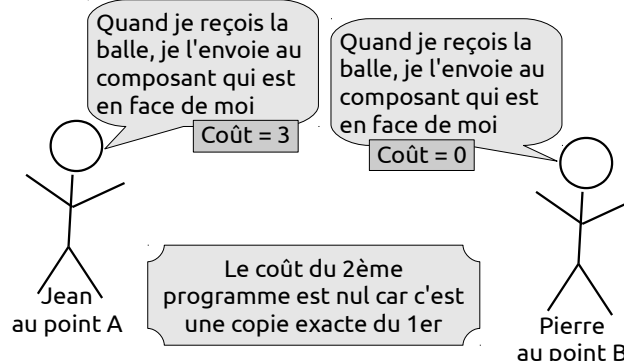 Quand je reçois la
balle, je l'envoie au
composant qui est
en face de moi
Coût = 3
Quand je reçois la
balle, je l'envoie au
composant qui est
en face de moi
Coût = 0
Le coût du 2ème
programme est nul car c'est
une copie exacte du 1er
Jean
au point A
Pierre
au point B